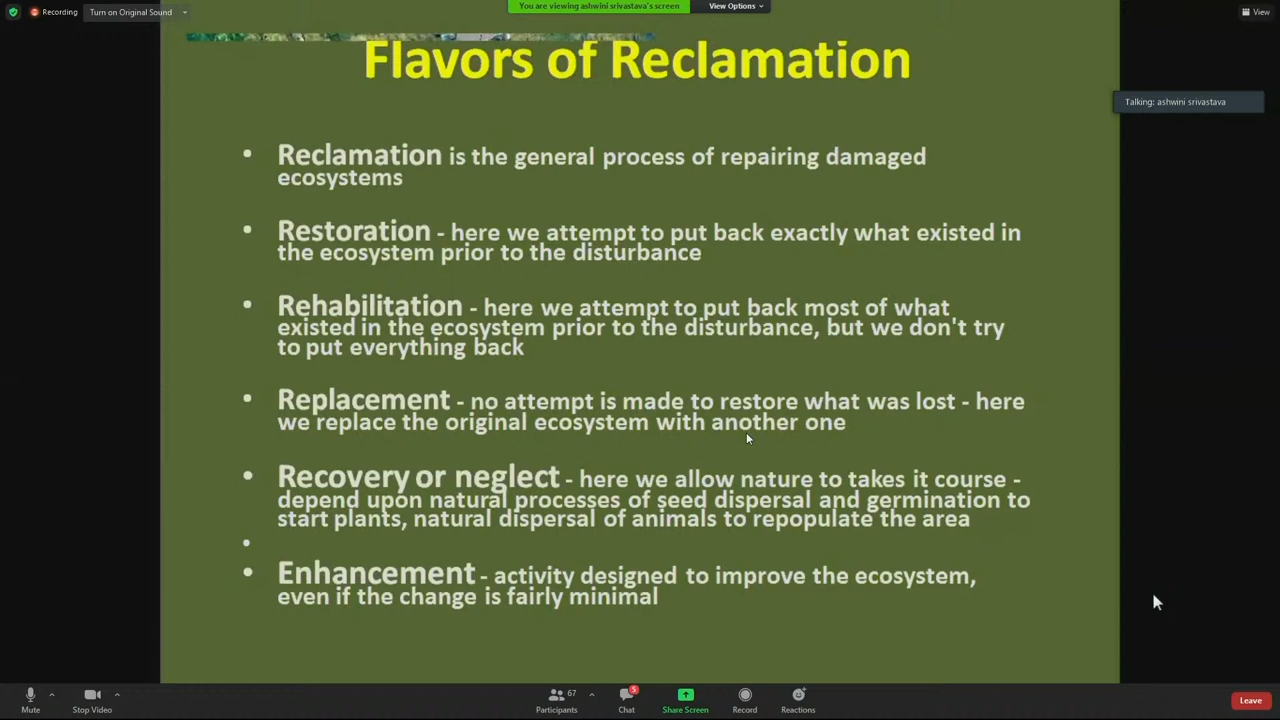 Recording
Turn on Original Sound
You are viewing ashwini srivastava's screen
View Options
View
Flavors of Reclamation
Talking: ashwini srivastava
• Reclamation is the general process of repairing damaged
ecosystems
• Restoration - here we attempt to put back exactly what existed in
the ecosystem prior to the disturbance
• Rehabilitation - here we attempt to put back most of what
existed in the ecosystem prior to the disturbance, but we don't try
to put everything back
• Replacement - no attempt is made to restore what was lost - here
we replace the original ecosystem with another one
• Recovery or neglect - here we allow nature to takes it course -
depend upon natural processes of seed dispersal and germination to
start plants, natural dispersal of animals to repopulate the area
•
• Enhancement - activity designed to improve the ecosystem,
even if the change is fairly minimal
Mute
Stop Video
67
Participants
5
Chat
Share Screen
Record
Reactions
Leave